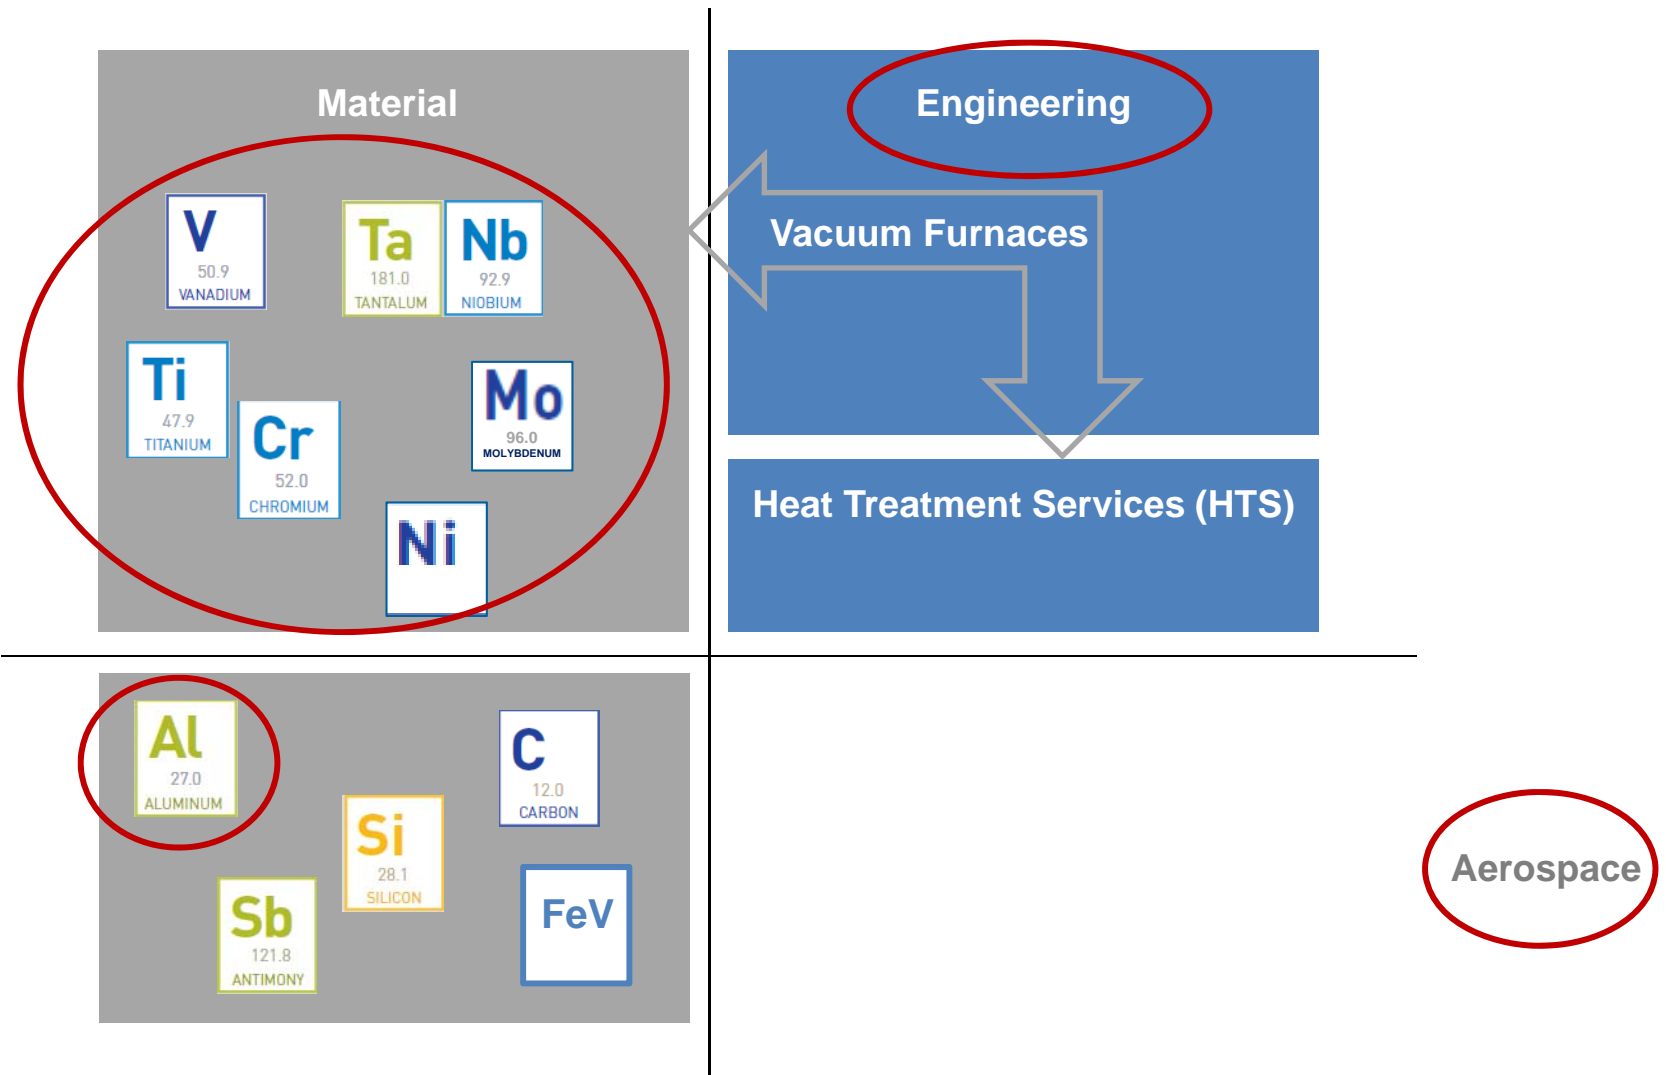 Material
Engineering
V
50.9
VANADIUM
Ta
181.0
TANTALUM
Nb
92.9
NIOBIUM
Vacuum Furnaces
Ti
47.9
TITANIUM
Cr
52.0
CHROMIUM
Mo
96.0
MOLYBDENUM
Ni
Heat Treatment Services (HTS)
Al
27.0
ALUMINUM
C
12.0
CARBON
Si
28.1
SILICON
Sb
121.8
ANTIMONY
FeV
Aerospace